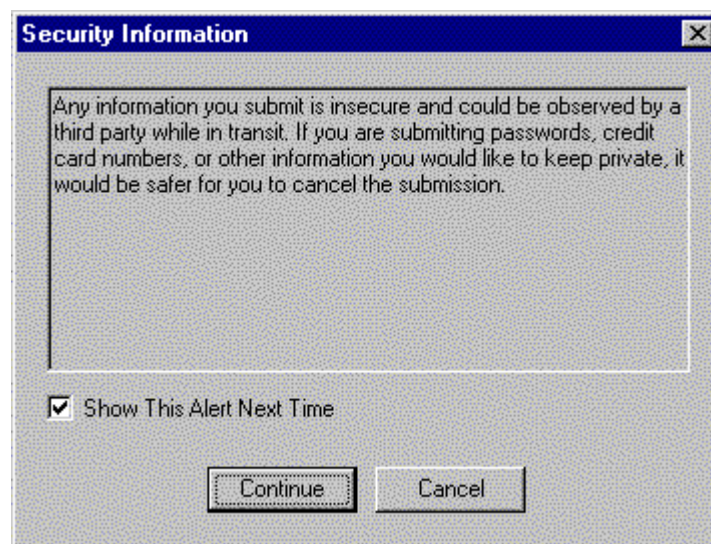 Security Information
Any information you submit is insecure and could be observed by a
third party while in transit. If you are submitting passwords, credit
card numbers, or other information you would like to keep private, it
would be safer for you to cancel the submission.
Show This Alert Next Time
Continue Cancel